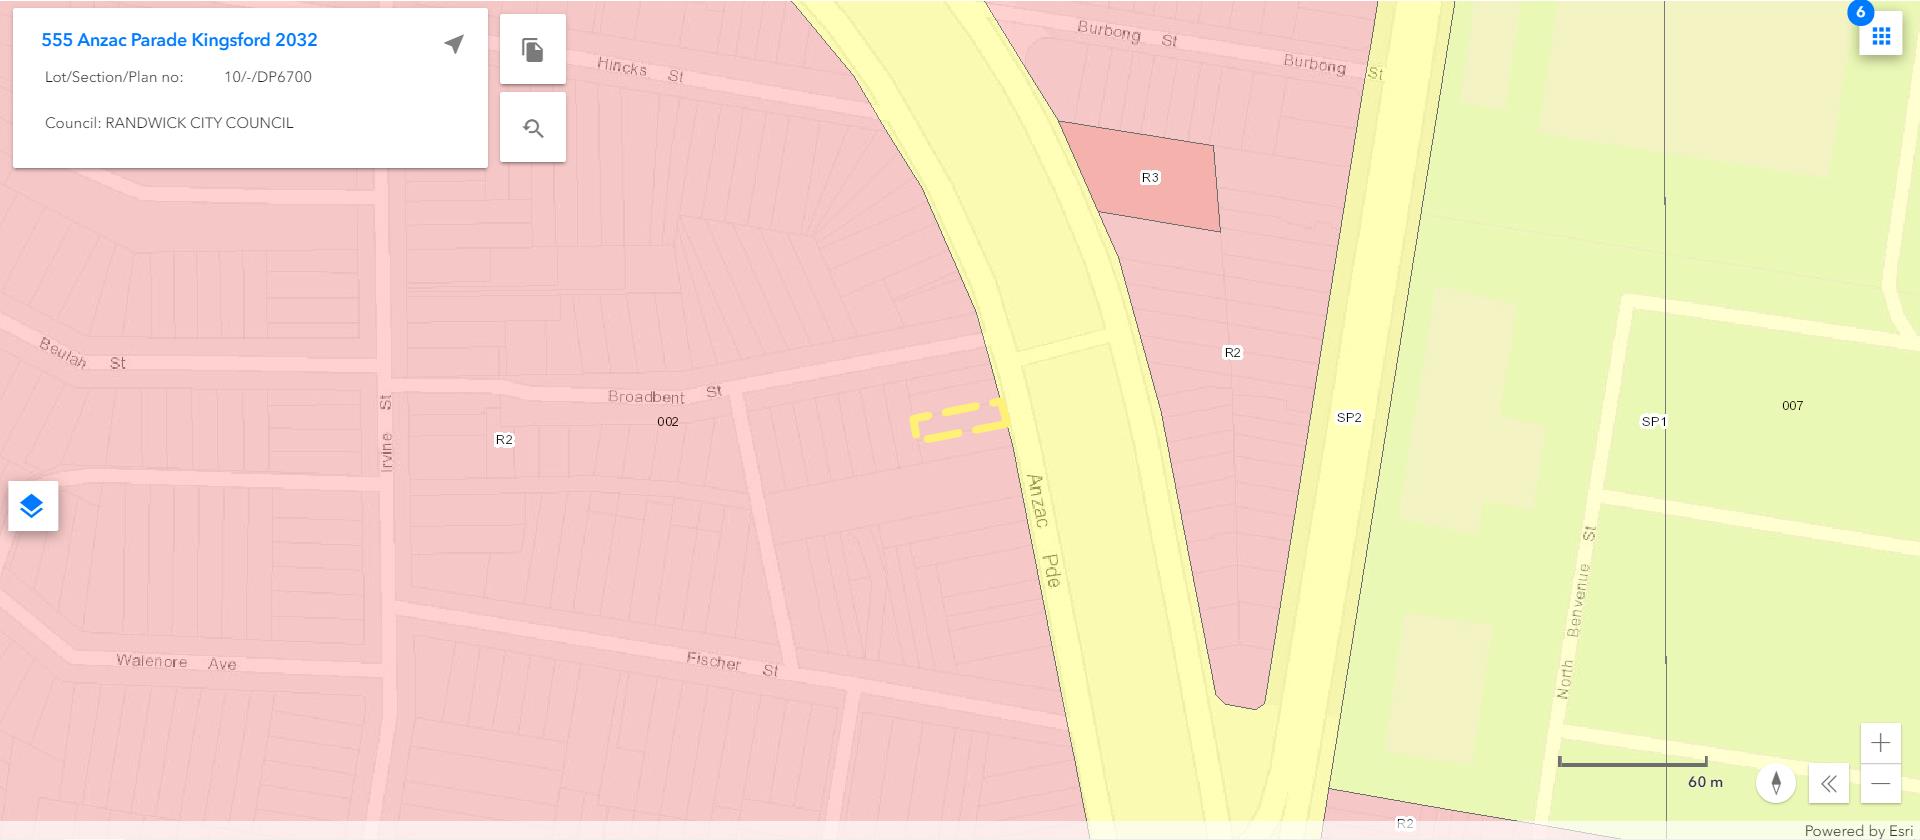 555 Anzac Parade Kingsford 2032
Lot/Section/Plan no: 10/-/DP6700
Council: RANDWICK CITY COUNCIL
6
Burbong St
Burbong St
Hincks St
R3
Beulah St
R2
Broadbent St
Irvine St
002
R2
SP2
SP1
007
Anzac Pde
North Benvenue St
Walenore Ave
Fischer St
60 m
R2
Powered by Esri